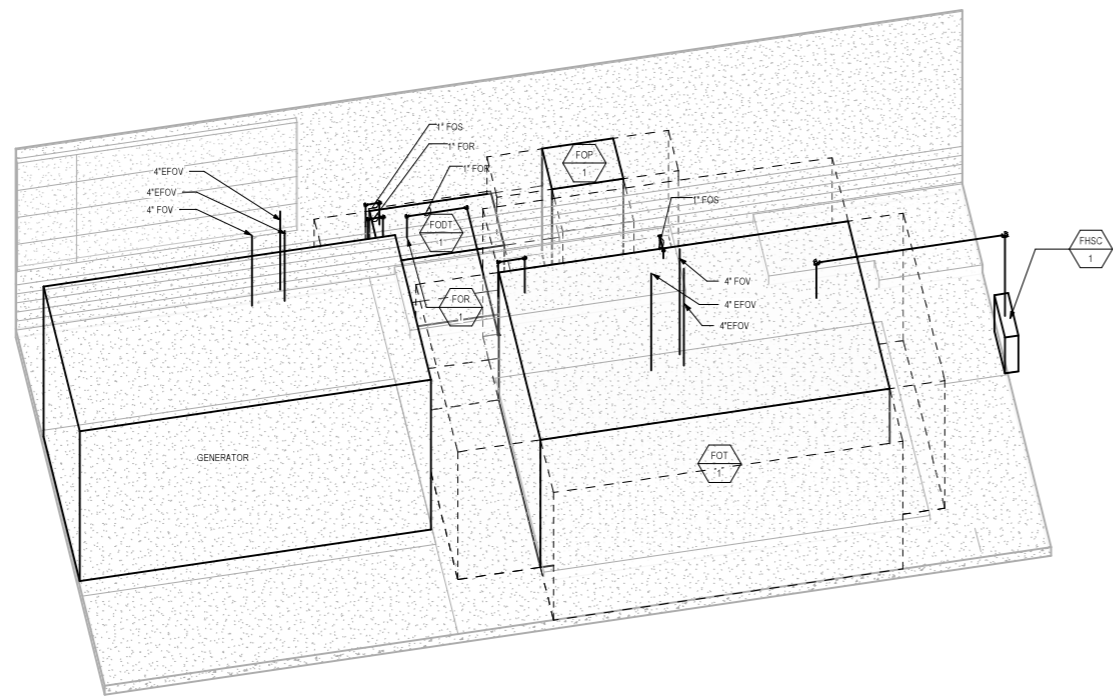 1" FOS
1" FOR
1" FOR
FOP
1
4"EFOV
4"EFOV
4" FOV
FODT
1
1" FOS
FHSC
1
4" FOV
FOR
1
4" EFOV
4"EFOV
GENERATOR
FOT
1